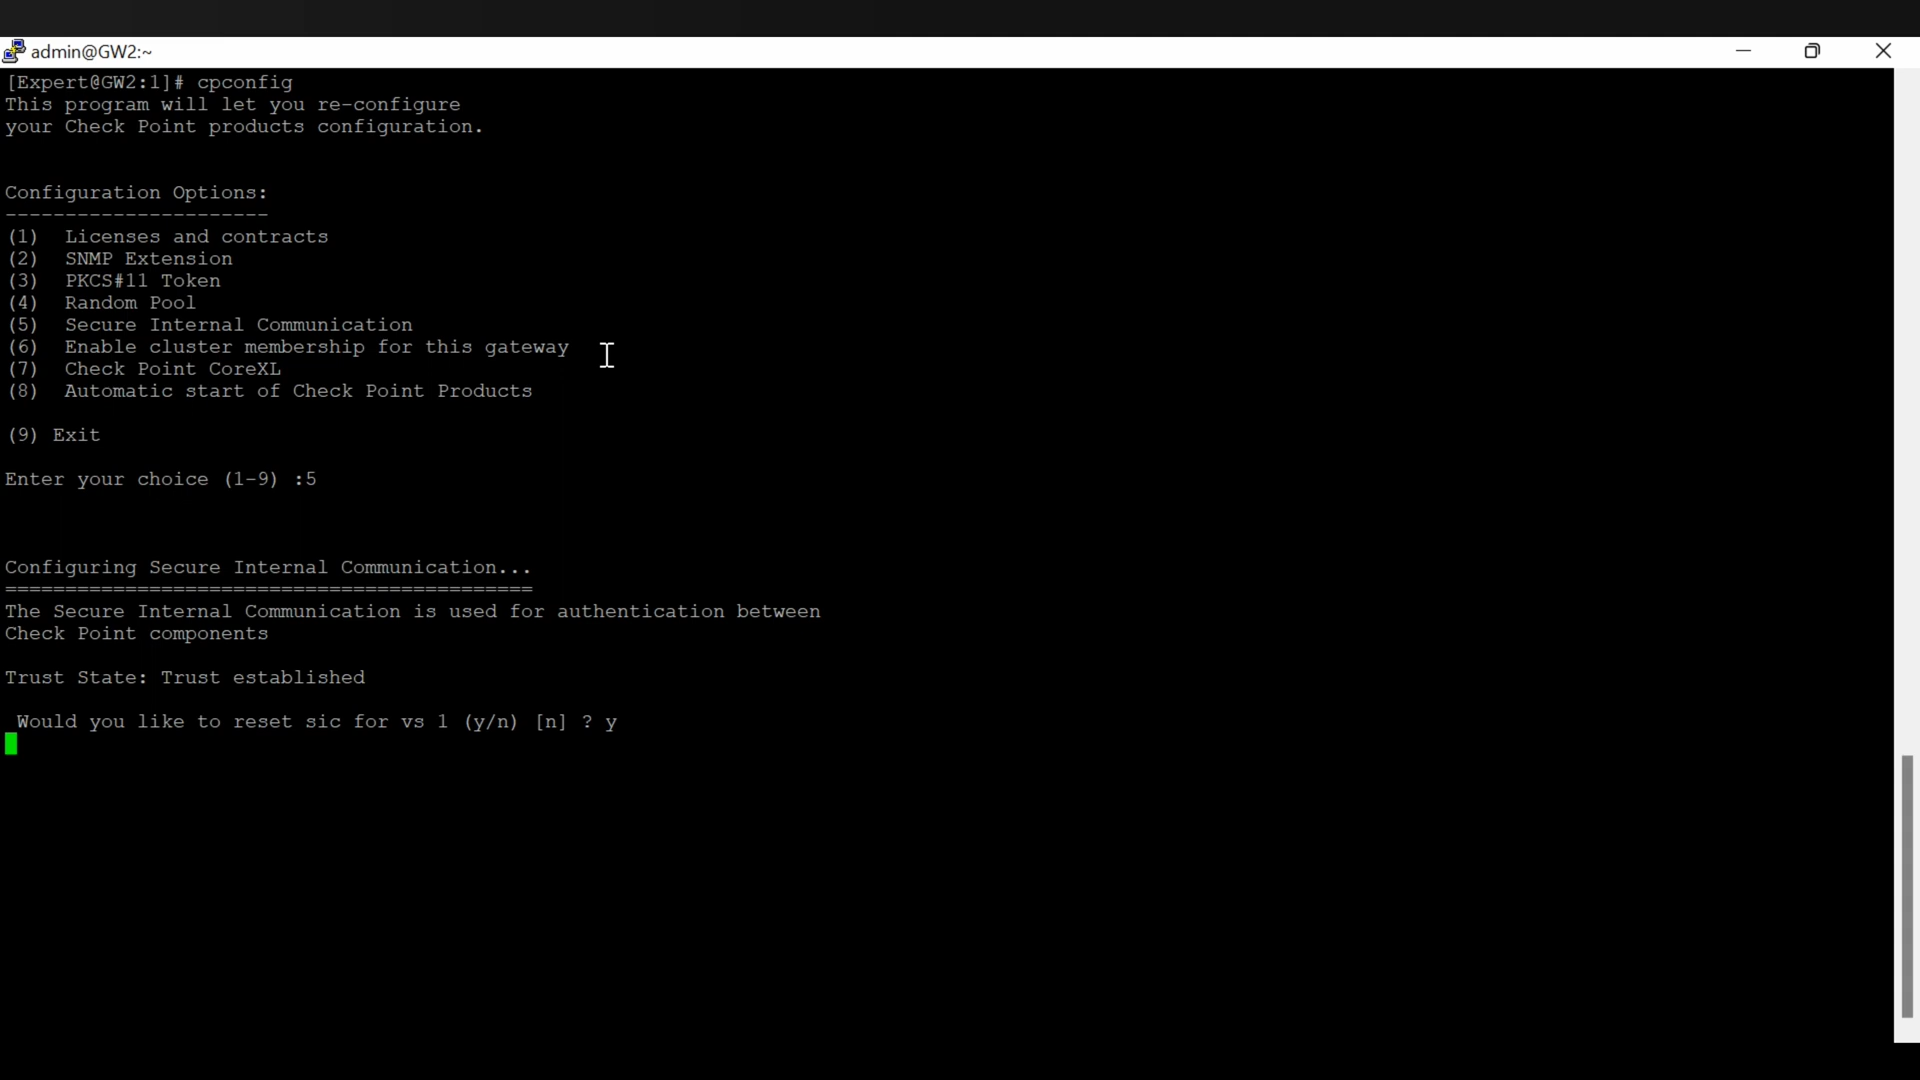 admin@GW2:~
[Expert@GW2:1]# cpconfig
This program will let you re-configure
your Check Point products configuration.
Configuration Options:
----------------------
(1)  Licenses and contracts
(2)  SNMP Extension
(3)  PKCS#11 Token
(4)  Random Pool
(5)  Secure Internal Communication
(6)  Enable cluster membership for this gateway
(7)  Check Point CoreXL
(8)  Automatic start of Check Point Products
(9) Exit
Enter your choice (1-9) :5
Configuring Secure Internal Communication...
============================================
The Secure Internal Communication is used for authentication between
Check Point components
Trust State: Trust established
Would you like to reset sic for vs 1 (y/n) [n] ? y